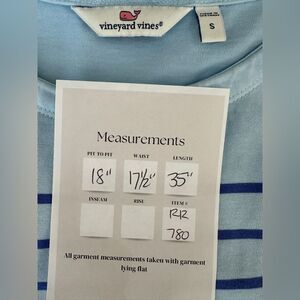 vineyard vines®
S
Measurements
PIT TO PIT WAIST LENGTH
18" 17½" 35"
INSEAM RISE ITEM #
RR
780
All garment measurements taken with garment
lying flat